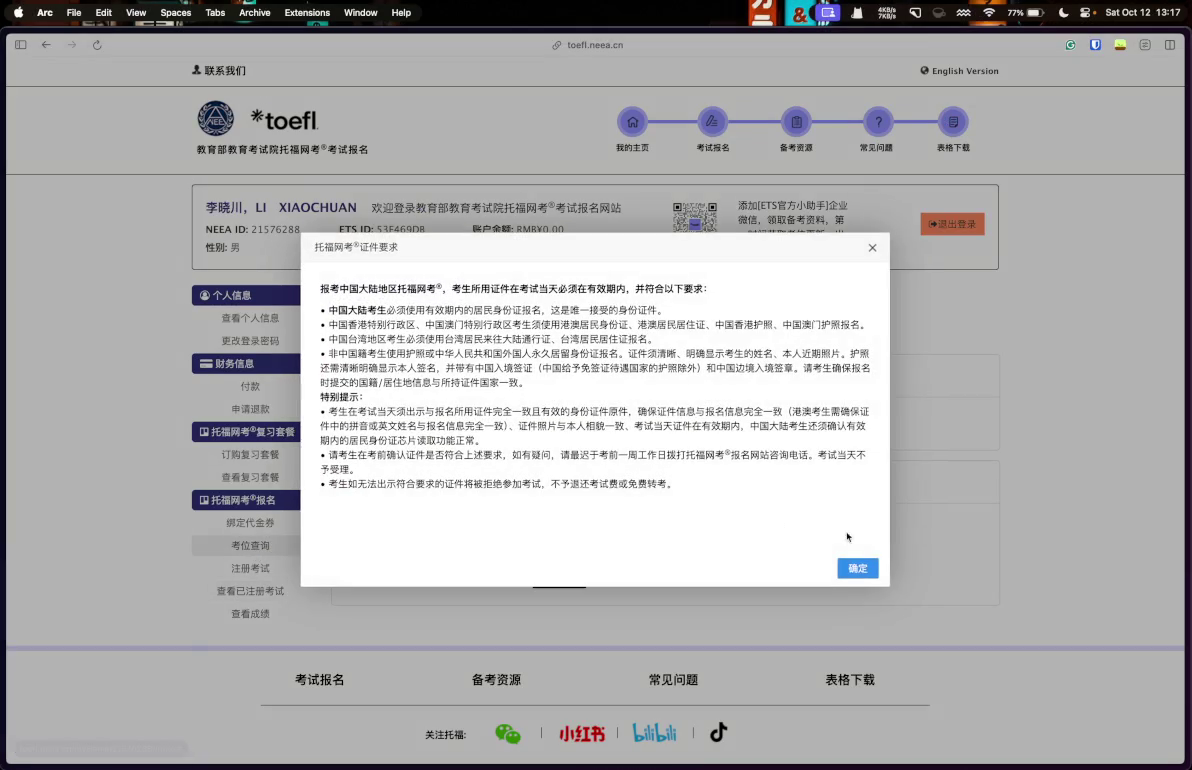 Arc File Edit View Spaces Tabs Archive Extensions Window Help
77% Sat Oct 12 13:17
toefl.neea.cn
联系我们
English Version
*toefl.
教育部教育考试院托福网考®考试报名
我的主页 考试报名 备考资源 常见问题 表格下载
李晓川，LI XIAOCHUAN 欢迎登录教育部教育考试院托福网考®考试报名网站
NEEA ID: 21576288
ETS ID: 53F469D8
账户余额: RMB¥0.00
性别: 男
添加[ETS官方小助手]企业
微信，领取备考资料，第
退出登录
托福网考®证件要求
报考中国大陆地区托福网考®，考生所用证件在考试当天必须在有效期内，并符合以下要求：
• 中国大陆考生必须使用有效期内的居民身份证报名，这是唯一接受的身份证件。
• 中国香港特别行政区、中国澳门特别行政区考生须使用港澳居民身份证、港澳居民居住证、中国香港护照、中国澳门护照报名。
• 中国台湾地区考生必须使用台湾居民来往大陆通行证、台湾居民居住证报名。
• 非中国籍考生使用护照或中华人民共和国外国人永久居留身份证报名。证件须清晰、明确显示考生的姓名、本人近期照片。护照
还需清晰明确显示本人签名，并带有中国入境签证（中国给予免签证待遇国家的护照除外）和中国边境入境签章。请考生确保报名
时提交的国籍/居住地信息与所持证件国家一致。
特别提示：
• 考生在考试当天须出示与报名所用证件完全一致且有效的身份证件原件，确保证件信息与报名信息完全一致（港澳考生需确保证
件中的拼音或英文姓名与报名信息完全一致）、证件照片与本人相貌一致、考试当天证件在有效期内，中国大陆考生还须确认有效
期内的居民身份证芯片读取功能正常。
• 请考生在考前确认证件是否符合上述要求，如有疑问，请最迟于考前一周工作日拨打托福网考®报名网站咨询电话。考试当天不
予受理。
• 考生如无法出示符合要求的证件将被拒绝参加考试，不予退还考试费或免费转考。
确定
个人信息
查看个人信息
更改登录密码
财务信息
付款
申请退款
托福网考®复习套餐
订购复习套餐
查看复习套餐
托福网考®报名
绑定代金券
考位查询
注册考试
查看已注册考试
查看成绩
考试报名 备考资源 常见问题 表格下载
关注托福: 小红书 bilibili